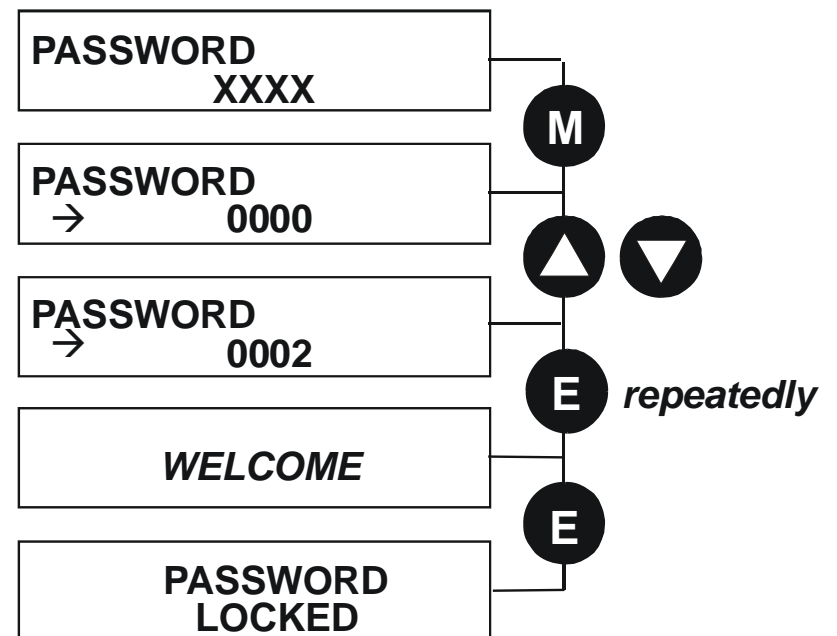 PASSWORD
XXXX
M
PASSWORD
→ 0000
PASSWORD
→ 0002
E repeatedly
WELCOME
E
PASSWORD
LOCKED